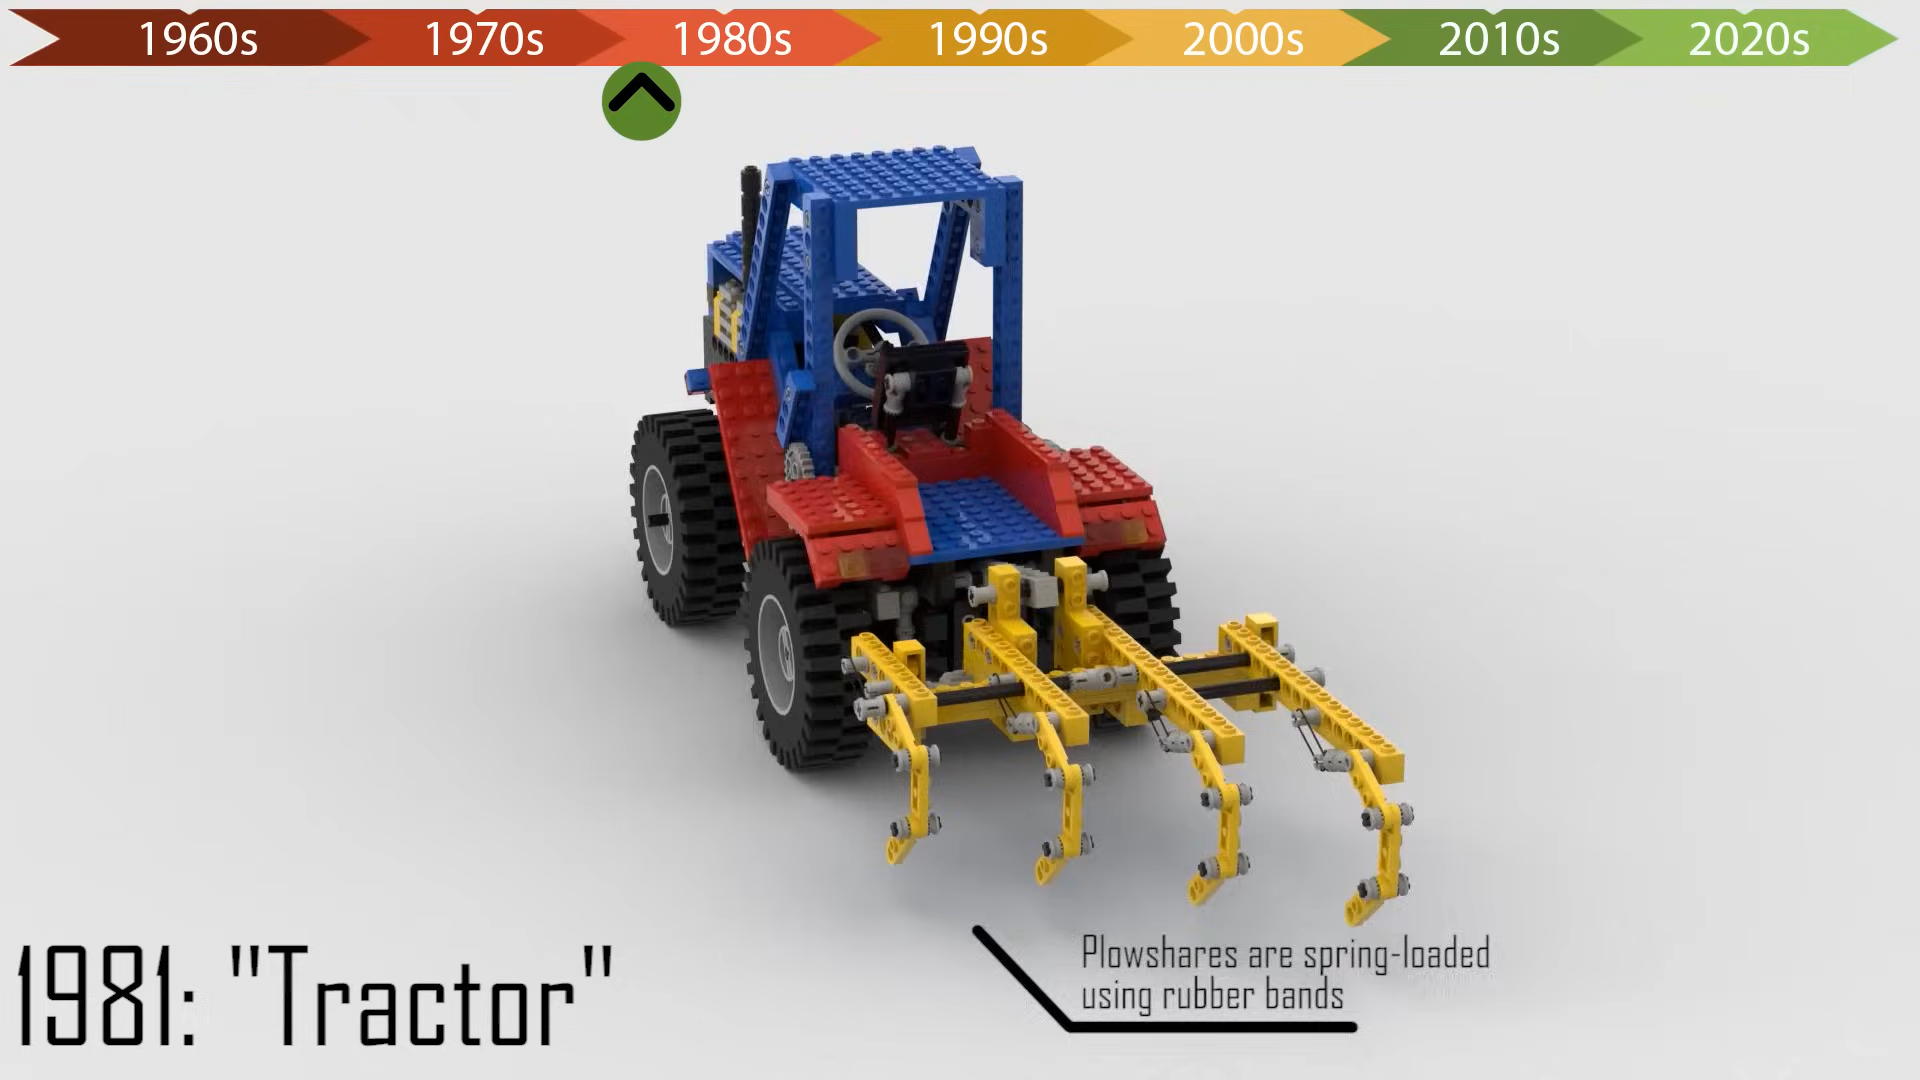 1960s
1970s
1980s
1990s
2000s
2010s
2020s
Plowshares are spring-loaded
using rubber bands
1981: "Tractor"